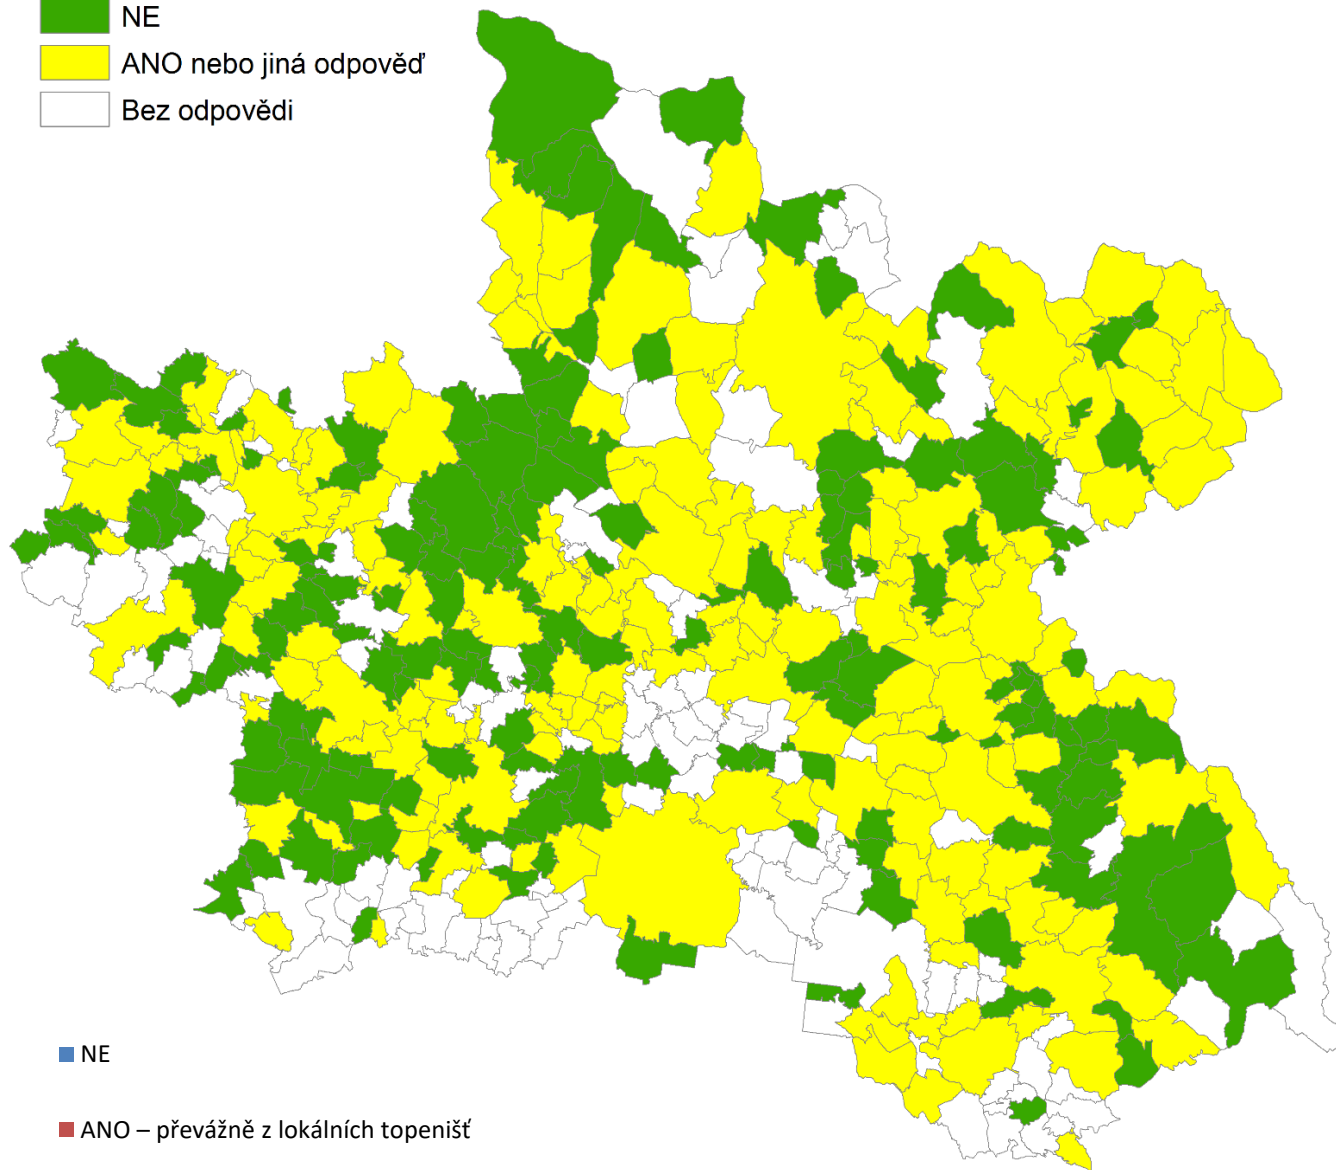 NE
ANO nebo jiná odpověď
Bez odpovědi
NE
ANO – převážně z lokálních topenišť